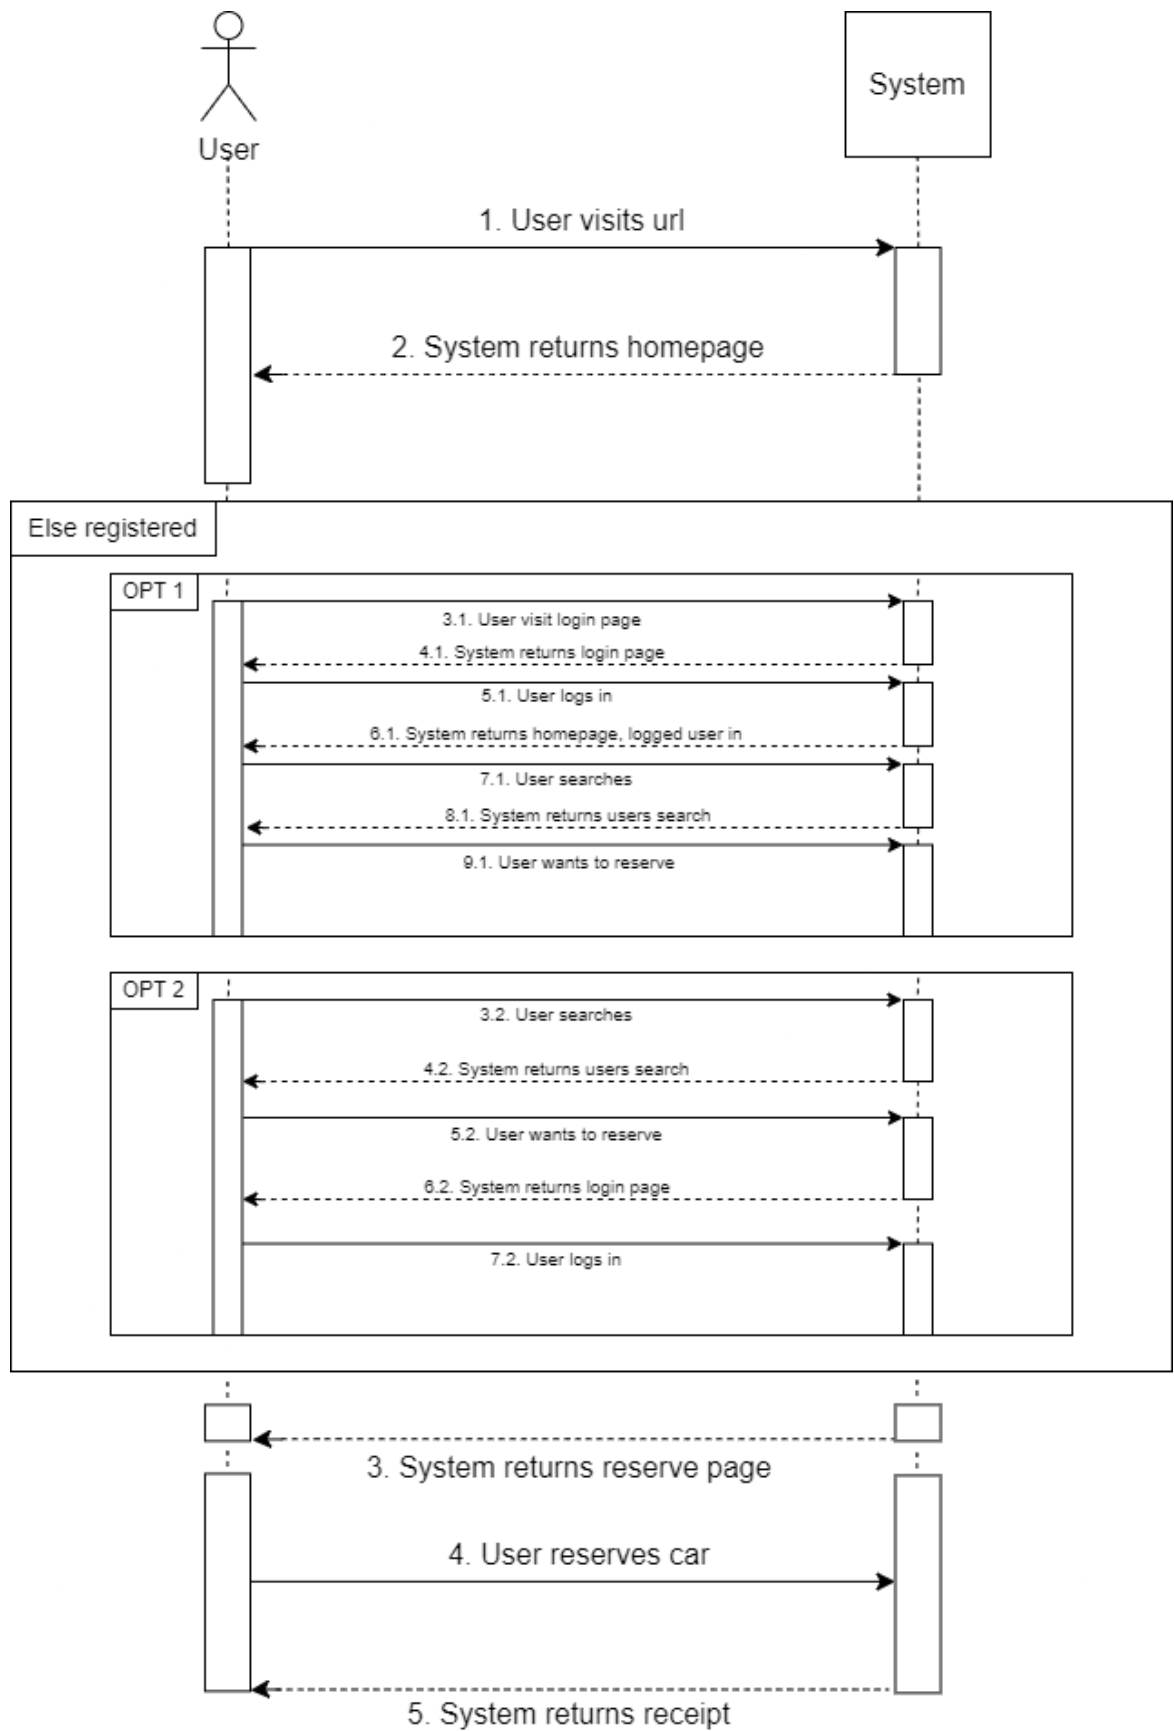 User
System
1. User visits url
2. System returns homepage
Else registered
OPT 1
3.1. User visit login page
4.1. System returns login page
5.1. User logs in
6.1. System returns homepage, logged user in
7.1. User searches
8.1. System returns users search
9.1. User wants to reserve
OPT 2
3.2. User searches
4.2. System returns users search
5.2. User wants to reserve
6.2. System returns login page
7.2. User logs in
3. System returns reserve page
4. User reserves car
5. System returns receipt